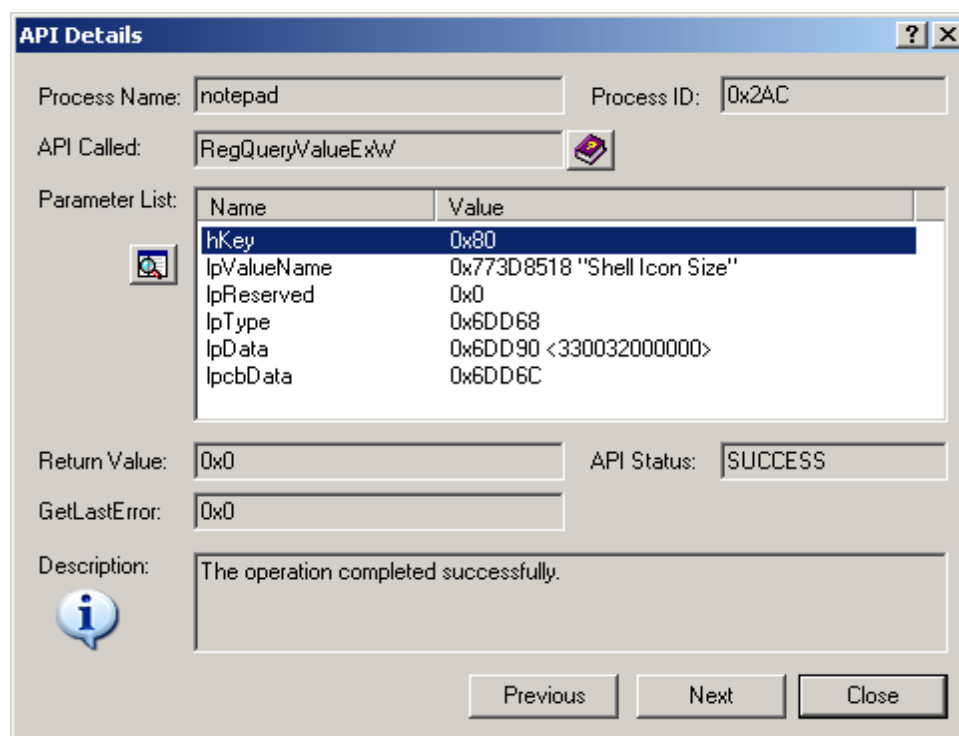 API Details
Process Name: notepad Process ID: 0x2AC
API Called: RegQueryValueExW
Parameter List:
Name Value
hKey 0x80
lpValueName 0x773D8518 "Shell Icon Size"
lpReserved 0x0
lpType 0x6DD68
lpData 0x6DD90 <330032000000>
lpcbData 0x6DD6C
Return Value: 0x0 API Status: SUCCESS
GetLastError: 0x0
Description: The operation completed successfully.
Previous Next Close